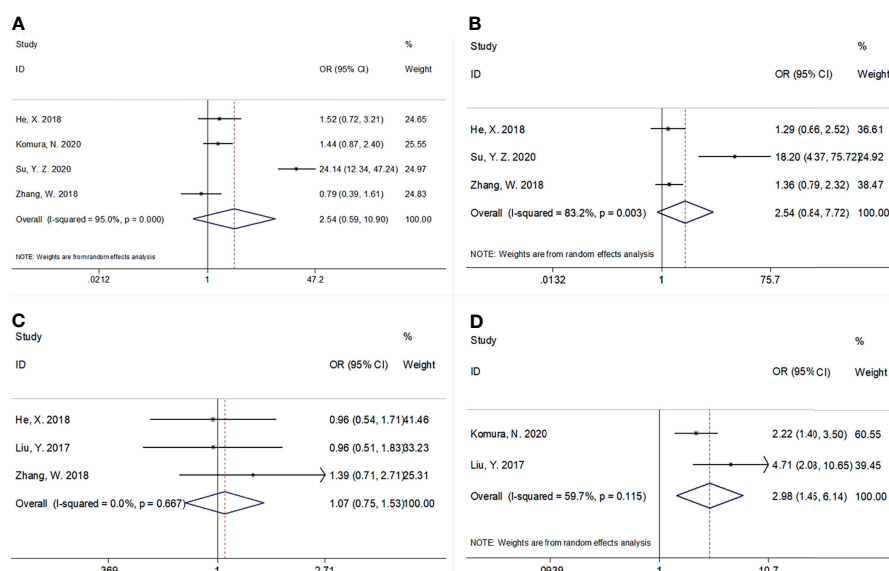 A
Study %
ID OR (95% CI) Weight
He, X. 2018 1.52 (0.72, 3.21) 24.65
Komura, N. 2020 1.44 (0.87, 2.40) 25.55
Su, Y. Z. 2020 24.14 (12.34, 47.24) 24.97
Zhang, W. 2018 0.79 (0.39, 1.61) 24.83
Overall (I-squared = 95.0%, p = 0.000) 2.54 (0.59, 10.90) 100.00
NOTE: Weights are from random effects analysis
.0212 1 47.2
B
Study %
ID OR (95% CI) Weight
He, X. 2018 1.29 (0.66, 2.52) 36.61
Su, Y. Z. 2020 18.20 (4.37, 75.72) 24.92
Zhang, W. 2018 1.36 (0.79, 2.32) 38.47
Overall (I-squared = 83.2%, p = 0.003) 2.54 (0.84, 7.72) 100.00
NOTE: Weights are from random effects analysis
.0132 1 75.7
C
Study %
ID OR (95% CI) Weight
He, X. 2018 0.96 (0.54, 1.71) 41.46
Liu, Y. 2017 0.96 (0.51, 1.83) 33.23
Zhang, W. 2018 1.39 (0.71, 2.71) 25.31
Overall (I-squared = 0.0%, p = 0.667) 1.07 (0.75, 1.53) 100.00
.369 1 2.71
D
Study %
ID OR (95% CI) Weight
Komura, N. 2020 2.22 (1.40, 3.50) 60.55
Liu, Y. 2017 4.71 (2.08, 10.65) 39.45
Overall (I-squared = 59.7%, p = 0.115) 2.98 (1.45, 6.14) 100.00
NOTE: Weights are from random effects analysis
.0939 1 10.7